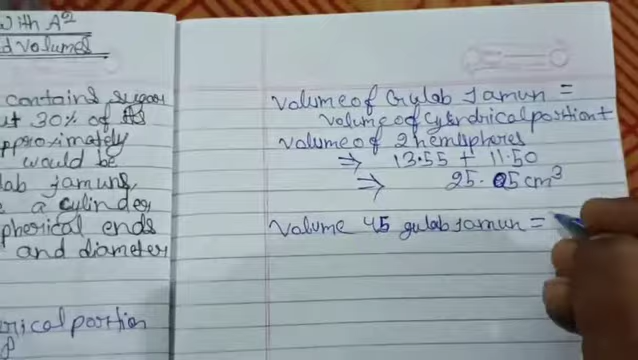 with A
d volumes
contains sugar
ut 30% of its
pproximately
would be
lab jamuns,
e a cylinder
pherical ends
and diameter
rical portion
Volume of Gulab Jamun =
volume of cylindrical portion +
volume of 2 hemispheres
⇒ 13.55 + 11.50
⇒ 25.05 cm³
Volume 45 gulab jamun =